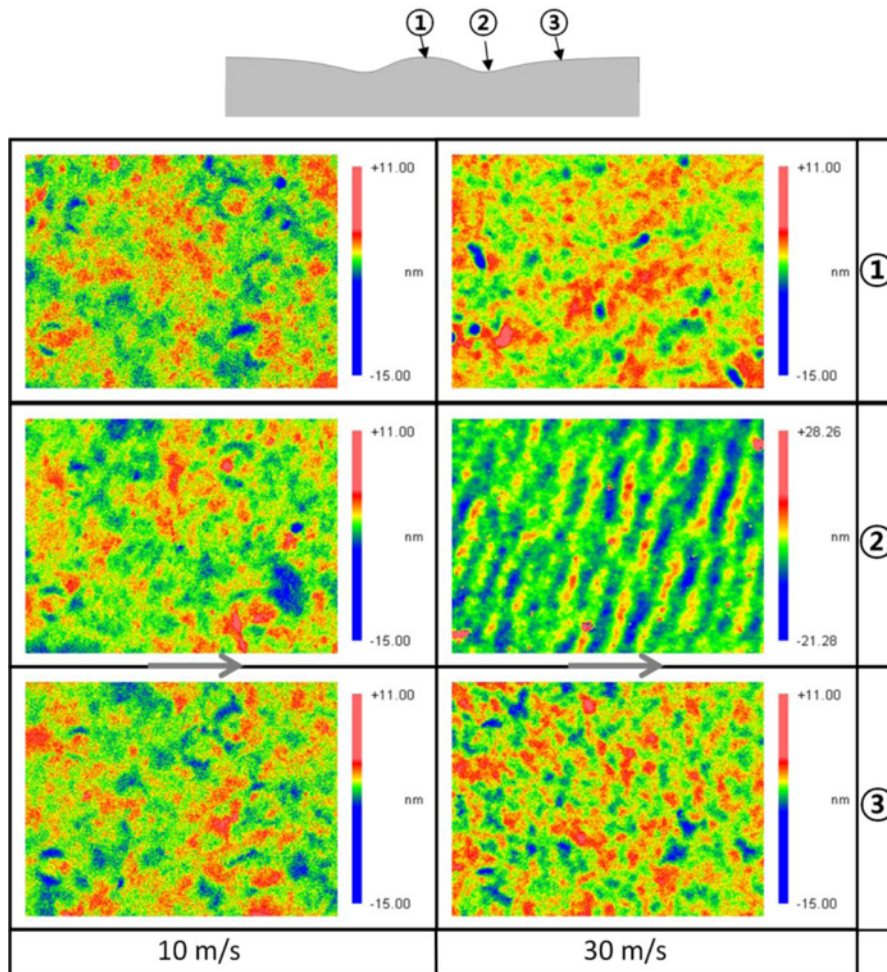 ① ② ③
+11.00
nm
-15.00
+11.00
nm
-15.00
①
+11.00
nm
-15.00
+28.26
nm
-21.28
②
+11.00
nm
-15.00
+11.00
nm
-15.00
③
10 m/s
30 m/s